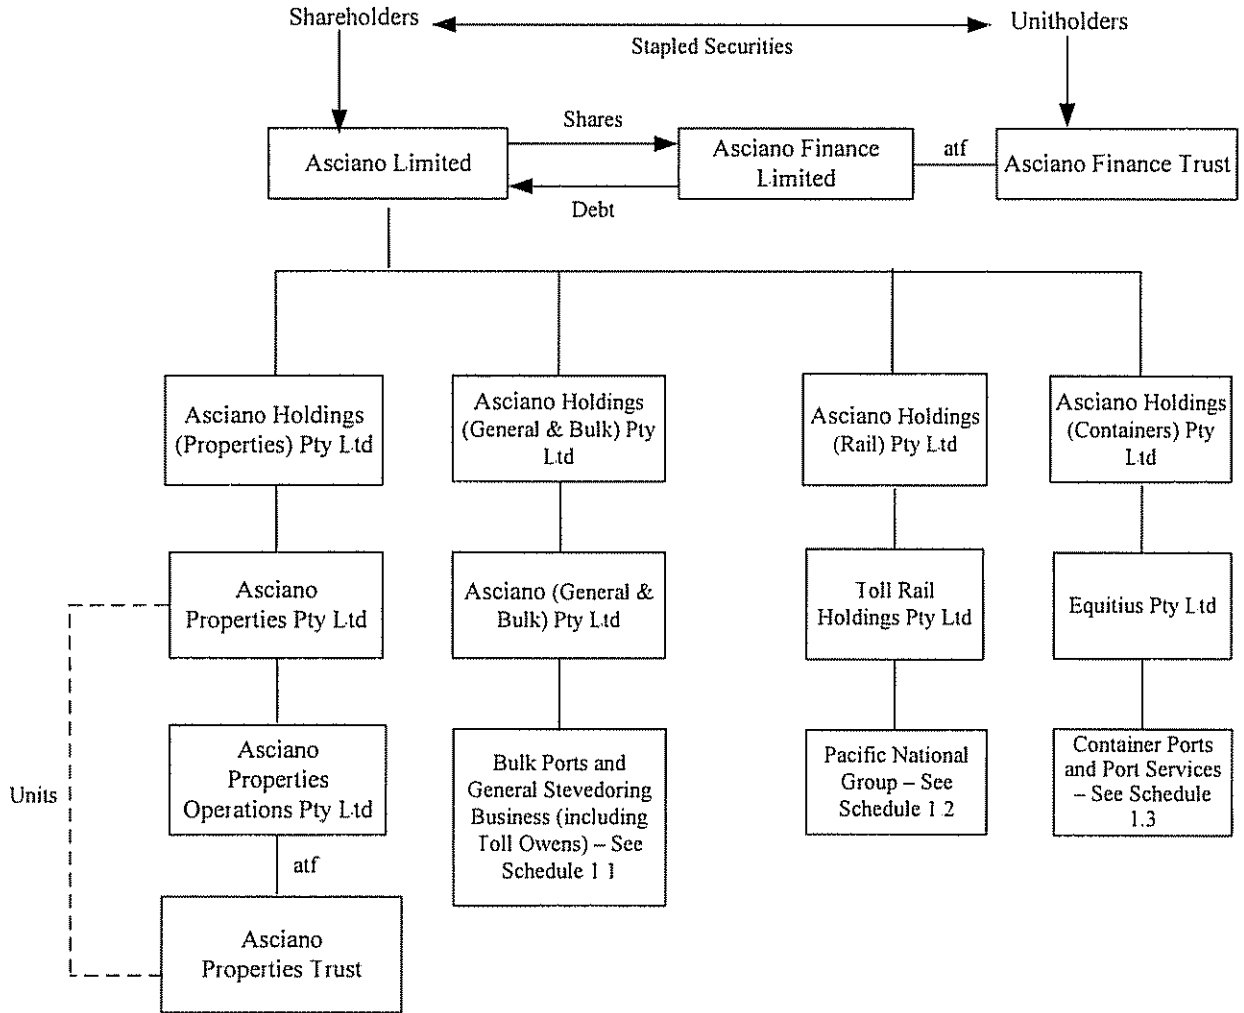 Shareholders
Unitholders
Stapled Securities
Shares
Asciano Limited
Asciano Finance
Limited
atf
Asciano Finance Trust
Debt
Asciano Holdings
(Properties) Pty Ltd
Asciano Holdings
(General & Bulk) Pty
Ltd
Asciano Holdings
(Rail) Pty Ltd
Asciano Holdings
(Containers) Pty
Ltd
Asciano
Properties Pty Ltd
Asciano (General &
Bulk) Pty Ltd
Toll Rail
Holdings Pty Ltd
Equitius Pty Ltd
Units
Asciano
Properties
Operations Pty Ltd
Bulk Ports and
General Stevedoring
Business (including
Toll Owens) – See
Schedule 1 1
Pacific National
Group – See
Schedule 1.2
Container Ports
and Port Services
– See Schedule
1.3
atf
Asciano
Properties Trust